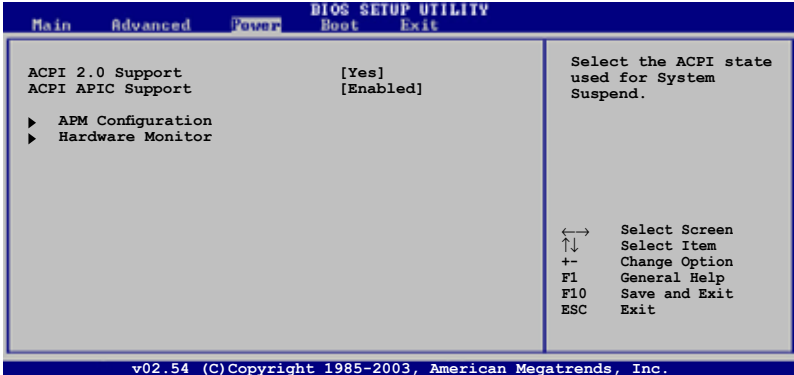 BIOS SETUP UTILITY
Main Advanced Power Boot Exit
ACPI 2.0 Support [Yes]
ACPI APIC Support [Enabled]
APM Configuration
Hardware Monitor
Select the ACPI state
used for System
Suspend.
←→ Select Screen
↑↓ Select Item
+- Change Option
F1 General Help
F10 Save and Exit
ESC Exit
v02.54 (C)Copyright 1985-2003, American Megatrends, Inc.